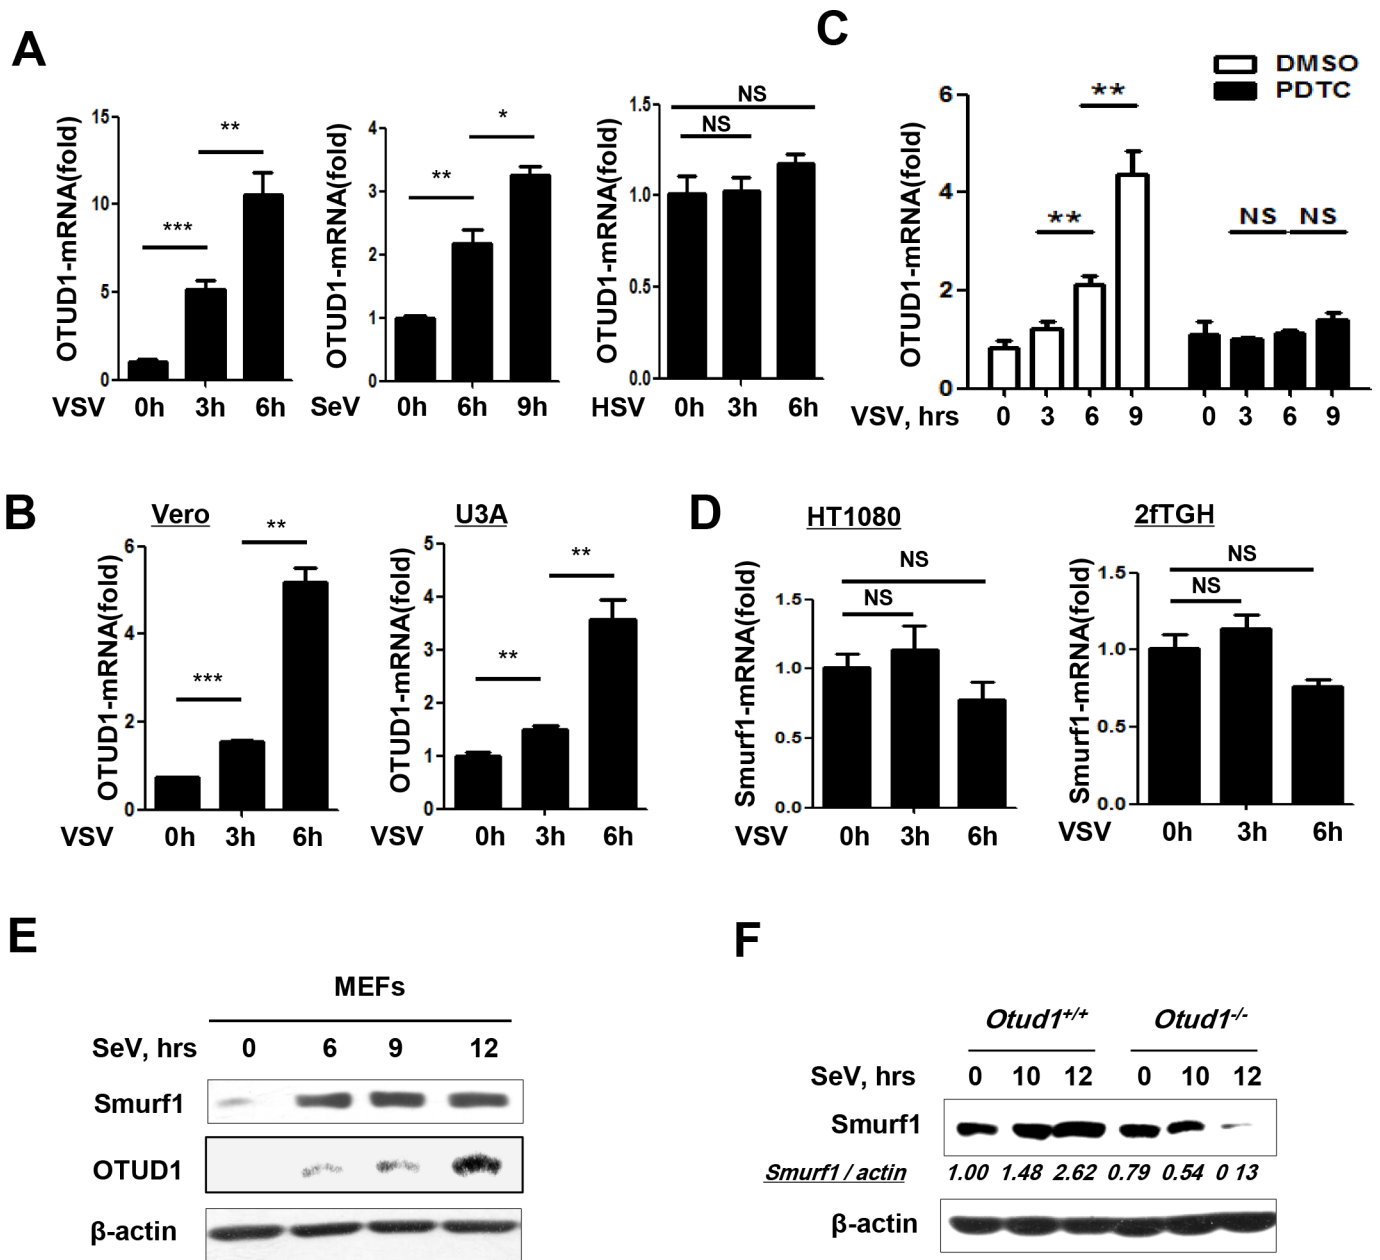 A
OTUD1-mRNA(fold)
15
10
5
0
***
**
VSV 0h 3h 6h
OTUD1-mRNA(fold)
4
3
2
1
0
**
*
SeV 0h 6h 9h
OTUD1-mRNA(fold)
1.5
1.0
0.5
0.0
NS
NS
HSV 0h 3h 6h
C
DMSO
PDTC
OTUD1-mRNA(fold)
6
4
2
0
**
**
NS NS
VSV, hrs 0 3 6 9 0 3 6 9
B
Vero
OTUD1-mRNA(fold)
6
4
2
0
***
**
VSV 0h 3h 6h
U3A
OTUD1-mRNA(fold)
5
4
3
2
1
0
**
**
VSV 0h 3h 6h
D
HT1080
Smurf1-mRNA(fold)
1.5
1.0
0.5
0.0
NS
NS
VSV 0h 3h 6h
2fTGH
Smurf1-mRNA(fold)
1.5
1.0
0.5
0.0
NS
NS
VSV 0h 3h 6h
E
MEFs
SeV, hrs 0 6 9 12
Smurf1
OTUD1
β-actin
F
Otud1+/+ Otud1-/-
SeV, hrs 0 10 12 0 10 12
Smurf1
Smurf1 / actin 1.00 1.48 2.62 0.79 0.54 0 13
β-actin